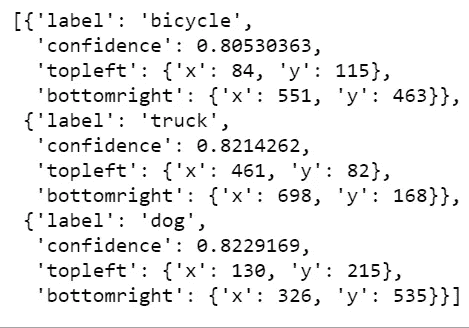 [{'label': 'bicycle',
'confidence': 0.80530363,
'topleft': {'x': 84, 'y': 115},
'bottomright': {'x': 551, 'y': 463}},
{'label': 'truck',
'confidence': 0.8214262,
'topleft': {'x': 461, 'y': 82},
'bottomright': {'x': 698, 'y': 168}},
{'label': 'dog',
'confidence': 0.8229169,
'topleft': {'x': 130, 'y': 215},
'bottomright': {'x': 326, 'y': 535}}]